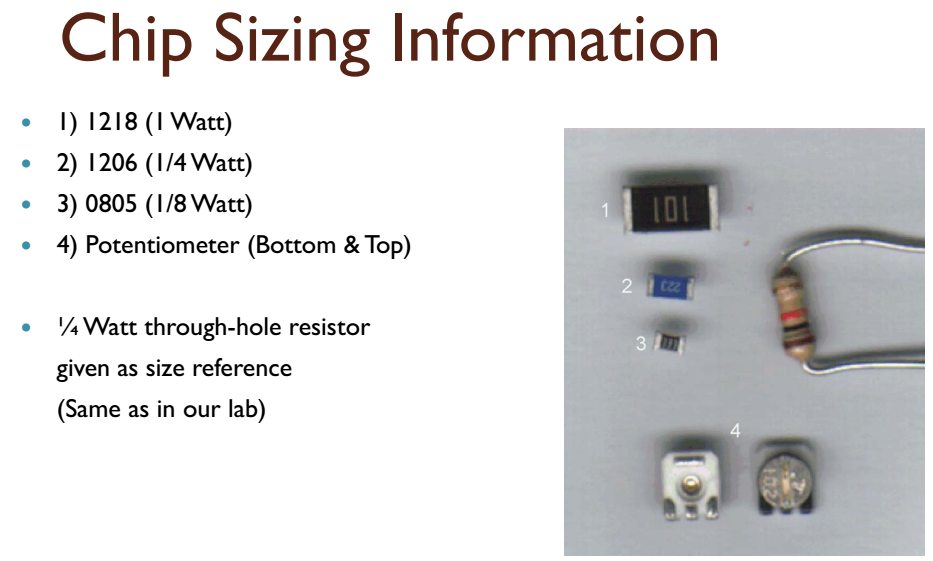 Chip Sizing Information
• 1) 1218 (1 Watt)
• 2) 1206 (1/4 Watt)
• 3) 0805 (1/8 Watt)
• 4) Potentiometer (Bottom & Top)
• ¼ Watt through-hole resistor
given as size reference
(Same as in our lab)
1
101
2
223
3
4
102